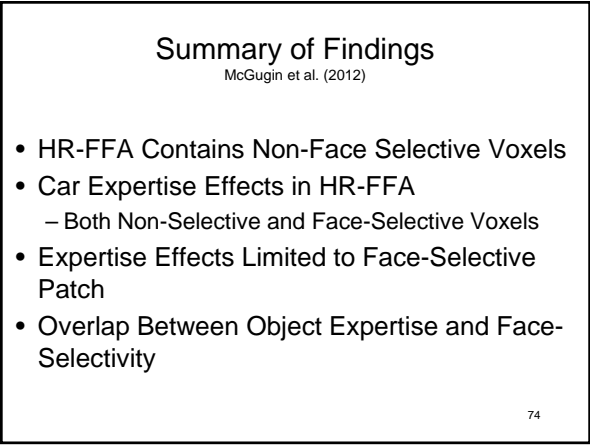 Summary of Findings
McGugin et al. (2012)
• HR-FFA Contains Non-Face Selective Voxels
• Car Expertise Effects in HR-FFA
– Both Non-Selective and Face-Selective Voxels
• Expertise Effects Limited to Face-Selective
Patch
• Overlap Between Object Expertise and Face-
Selectivity
74